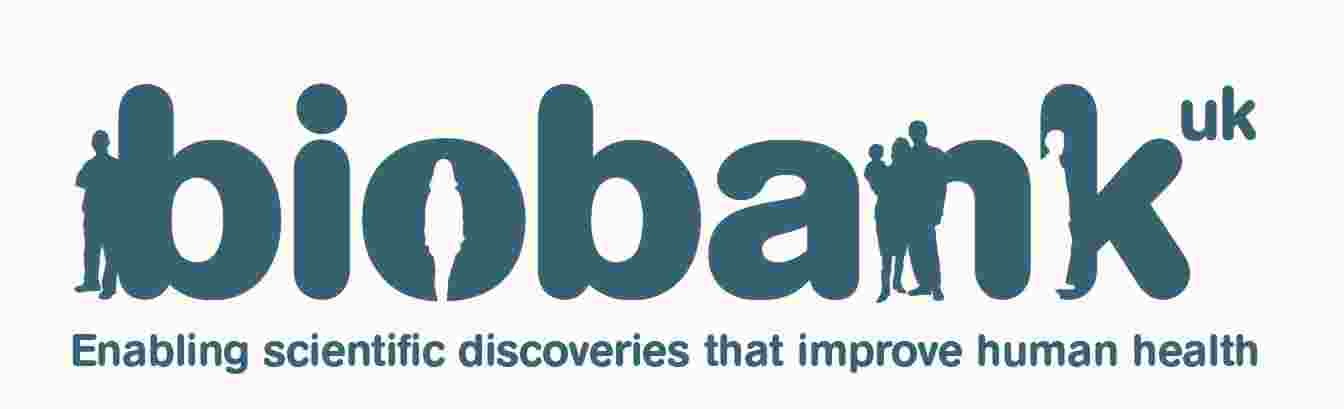 biobank uk
Enabling scientific discoveries that improve human health